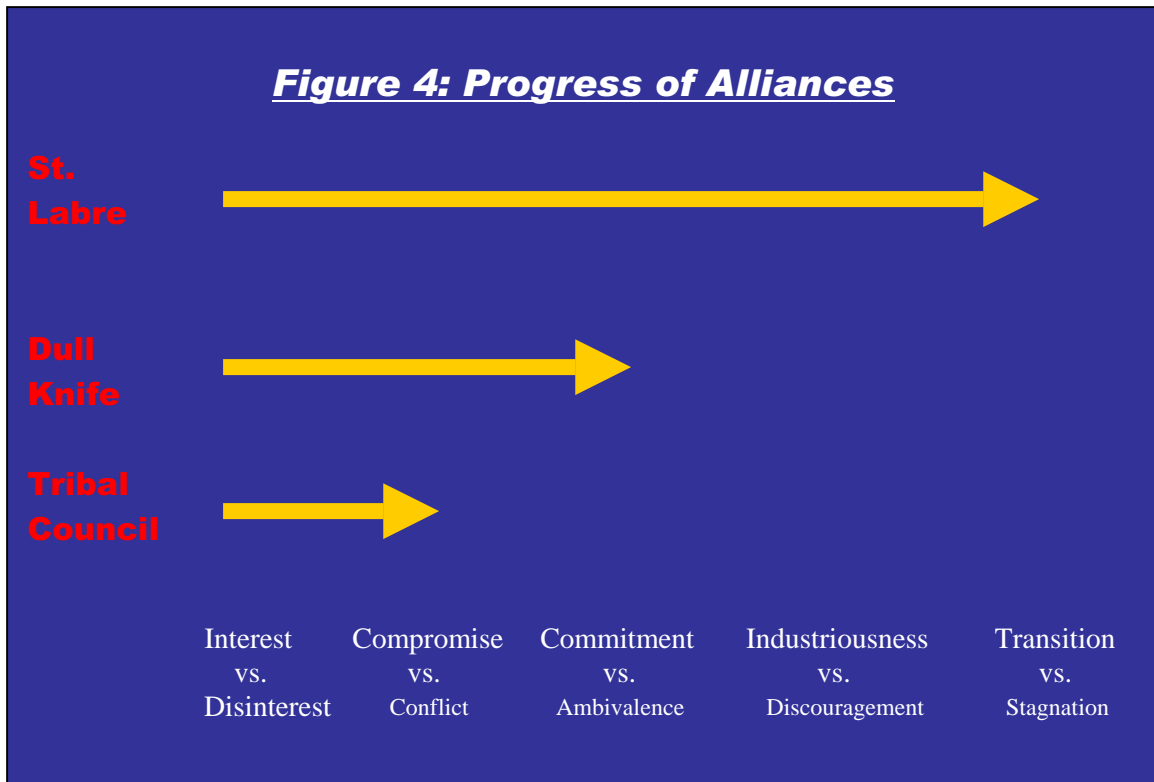 Figure 4: Progress of Alliances
St.
Labre
Dull
Knife
Tribal
Council
Interest Compromise Commitment Industriousness Transition
vs. vs. vs. vs. vs.
Disinterest Conflict Ambivalence Discouragement Stagnation